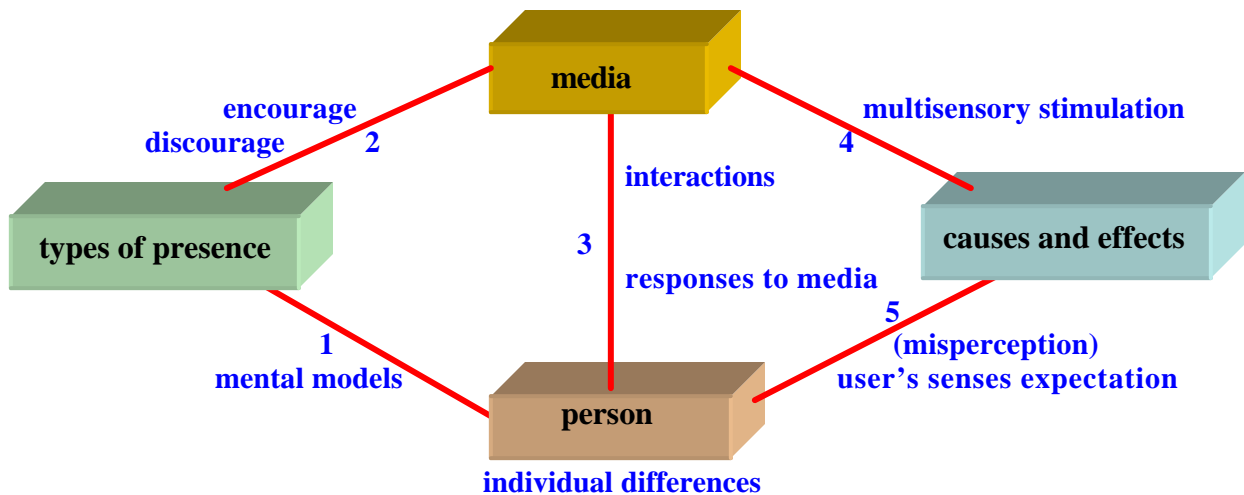 media
encourage
discourage
2
multisensory stimulation
4
interactions
types of presence
3
causes and effects
responses to media
1
mental models
5
(misperception)
user's senses expectation
person
individual differences